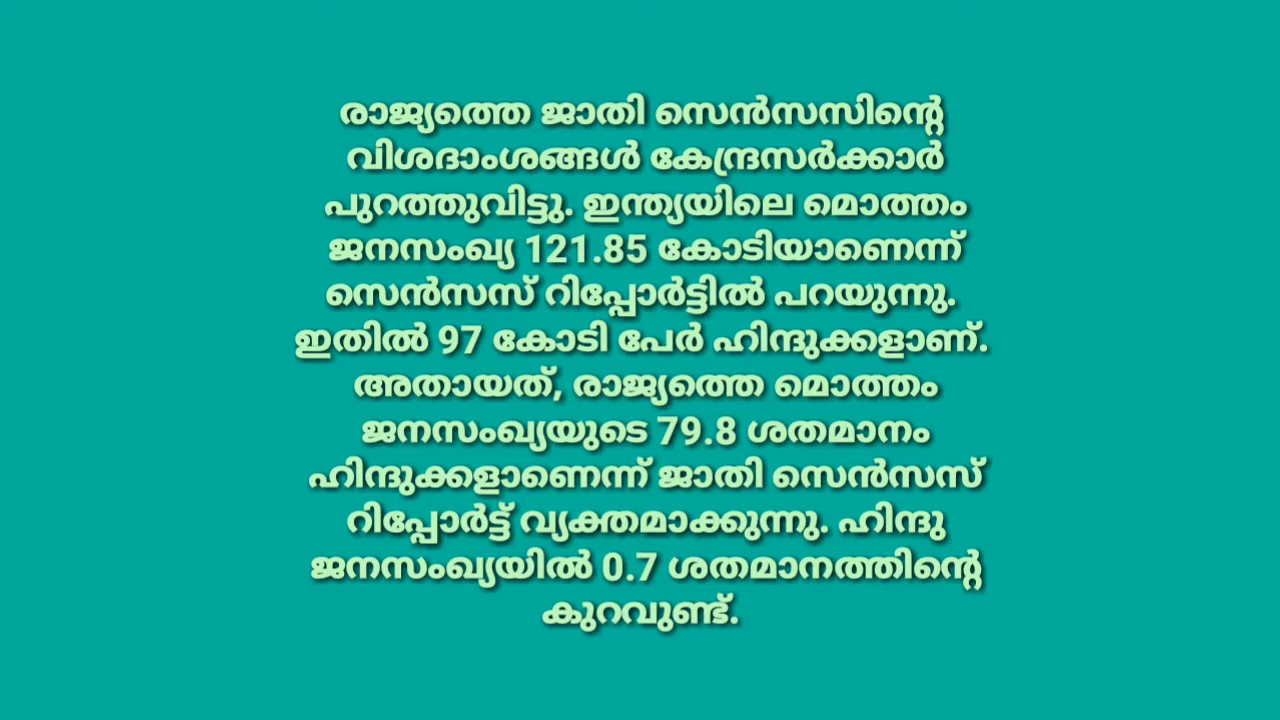 രാജ്യത്തെ ജാതി സെൻസസിന്റെ
വിശദാംശങ്ങൾ കേന്ദ്രസർക്കാർ
പുറത്തുവിട്ടു. ഇന്ത്യയിലെ മൊത്തം
ജനസംഖ്യ 121.85 കോടിയാണെന്ന്
സെൻസസ് റിപ്പോർട്ടിൽ പറയുന്നു.
ഇതിൽ 97 കോടി പേർ ഹിന്ദുക്കളാണ്.
അതായത്, രാജ്യത്തെ മൊത്തം
ജനസംഖ്യയുടെ 79.8 ശതമാനം
ഹിന്ദുക്കളാണെന്ന് ജാതി സെൻസസ്
റിപ്പോർട്ട് വ്യക്തമാക്കുന്നു. ഹിന്ദു
ജനസംഖ്യയിൽ 0.7 ശതമാനത്തിന്റെ
കുറവുണ്ട്.